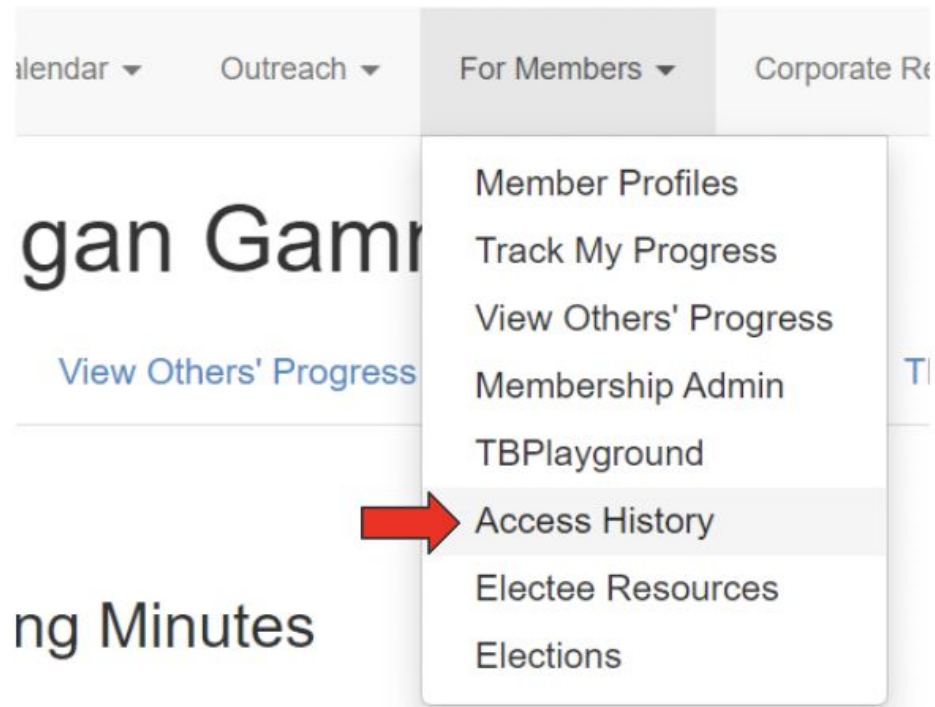 alendar Outreach For Members Corporate Re
gan Gam
View Others' Progress
ng Minutes
Member Profiles
Track My Progress
View Others' Progress
Membership Admin
TBPlayground
Access History
Electee Resources
Elections